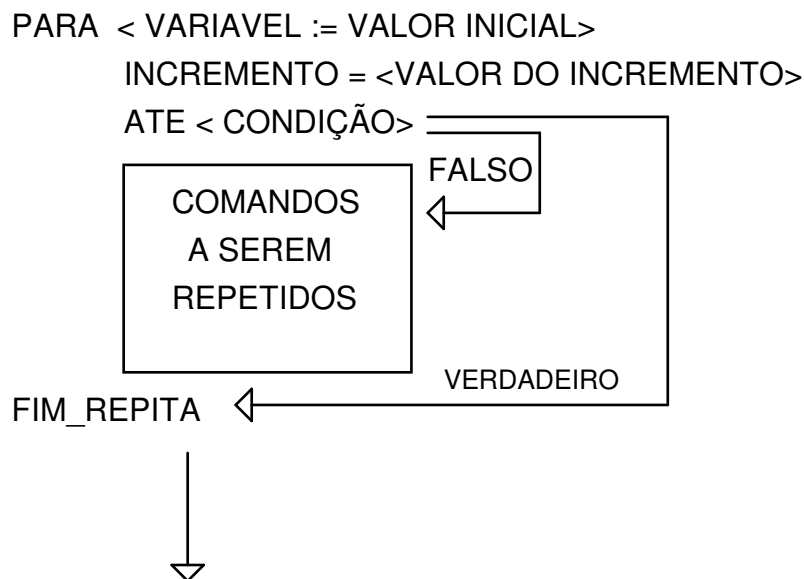 PARA < VARIAVEL := VALOR INICIAL>
INCREMENTO = <VALOR DO INCREMENTO>
ATE < CONDIÇÃO>
FALSO
COMANDOS
A SEREM
REPETIDOS
VERDADEIRO
FIM_REPITA